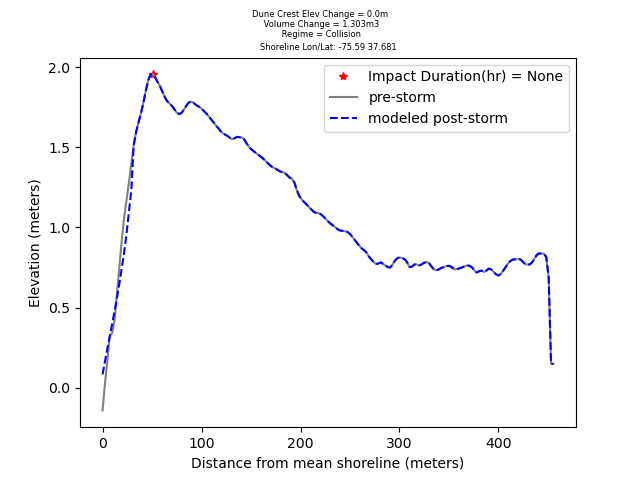 Dune Crest Elev Change = 0.0m
Volume Change = 1.303m3
Regime = Collision
Shoreline Lon/Lat: -75.59 37.681
Impact Duration(hr) = None
pre-storm
modeled post-storm
2.0
1.5
1.0
0.5
0.0
Elevation (meters)
0 100 200 300 400
Distance from mean shoreline (meters)